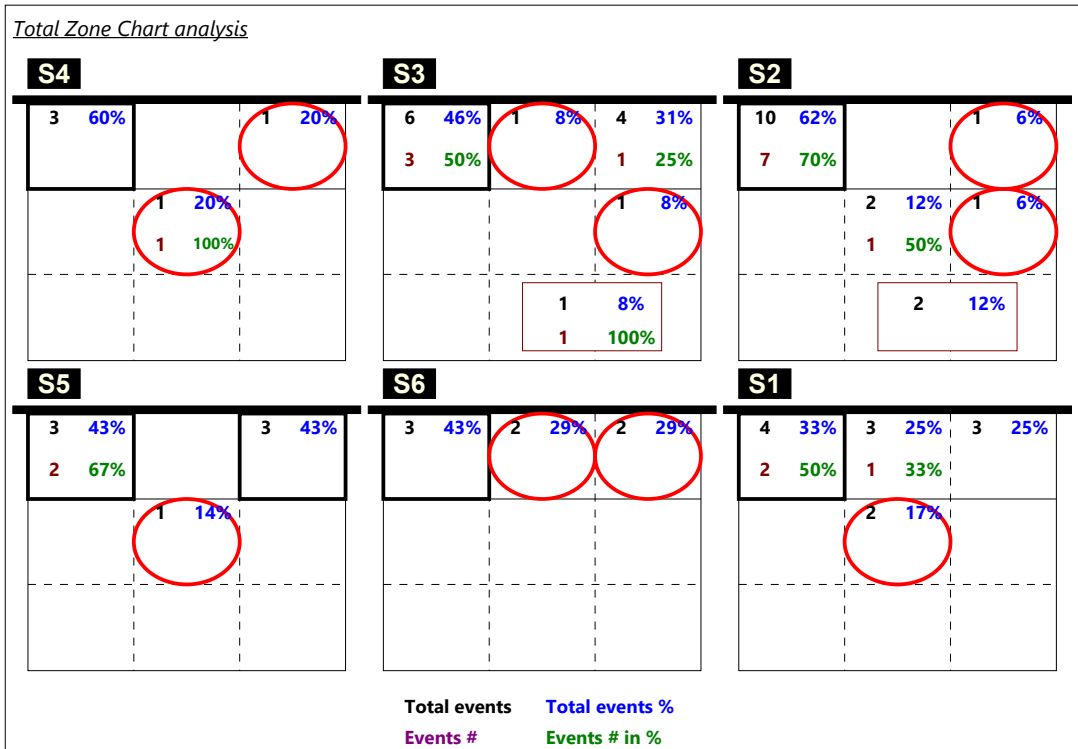 Total Zone Chart analysis
S4 S3 S2
3 60% 1 20% 6 46% 1 8% 4 31% 10 62% 1 6%
3 50% 1 25% 7 70%
1 20% 1 8% 2 12% 1 6%
1 100% 1 50%
1 8% 2 12%
1 100%
S5 S6 S1
3 43% 3 43% 3 43% 2 29% 2 29% 4 33% 3 25% 3 25%
2 67% 2 50% 1 33%
1 14% 2 17%
Total events Total events %
Events # Events # in %